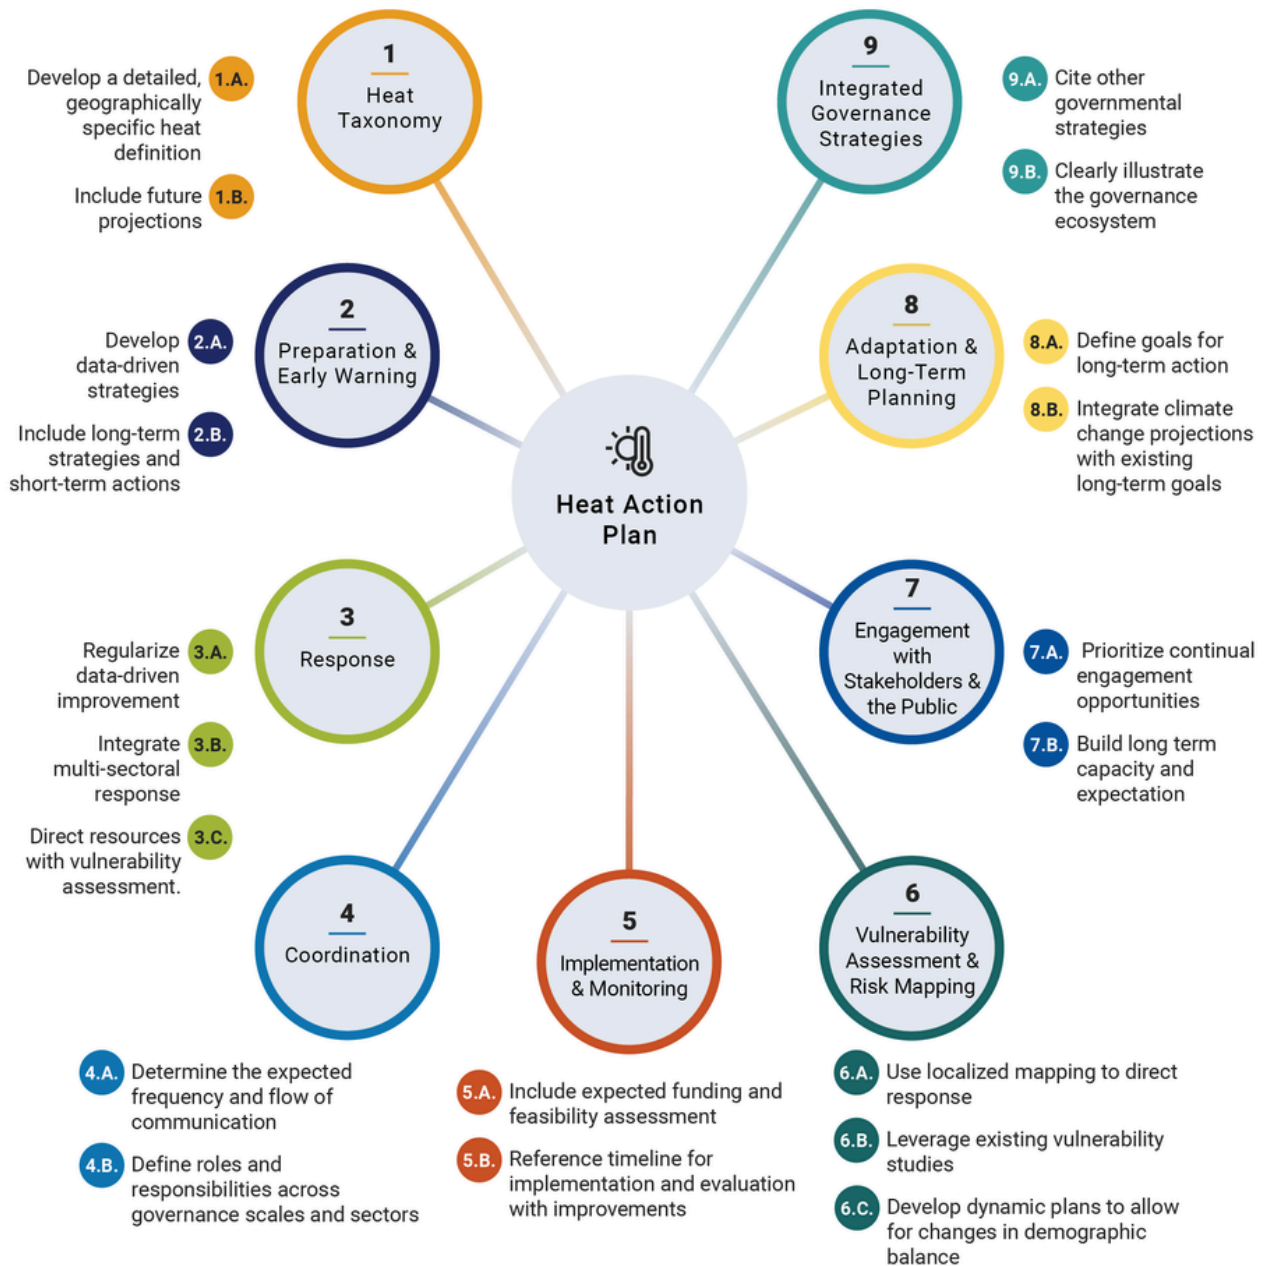 1
Heat
Taxonomy
1.A.
Develop a detailed,
geographically
specific heat
definition
1.B.
Include future
projections
2
Preparation &
Early Warning
2.A.
Develop
data-driven
strategies
2.B.
Include long-term
strategies and
short-term actions
3
Response
3.A.
Regularize
data-driven
improvement
3.B.
Integrate
multi-sectoral
response
3.C.
Direct resources
with vulnerability
assessment.
4
Coordination
4.A.
Determine the expected
frequency and flow of
communication
4.B.
Define roles and
responsibilities across
governance scales and sectors
5
Implementation
& Monitoring
5.A.
Include expected funding and
feasibility assessment
5.B.
Reference timeline for
implementation and evaluation
with improvements
6
Vulnerability
Assessment &
Risk Mapping
6.A.
Use localized mapping to direct
response
6.B.
Leverage existing vulnerability
studies
6.C.
Develop dynamic plans to allow
for changes in demographic
balance
7
Engagement
with
Stakeholders &
the Public
7.A.
Prioritize continual
engagement
opportunities
7.B.
Build long term
capacity and
expectation
8
Adaptation &
Long-Term
Planning
8.A.
Define goals for
long-term action
8.B.
Integrate climate
change projections
with existing
long-term goals
9
Integrated
Governance
Strategies
9.A.
Cite other
governmental
strategies
9.B.
Clearly illustrate
the governance
ecosystem
Heat Action
Plan